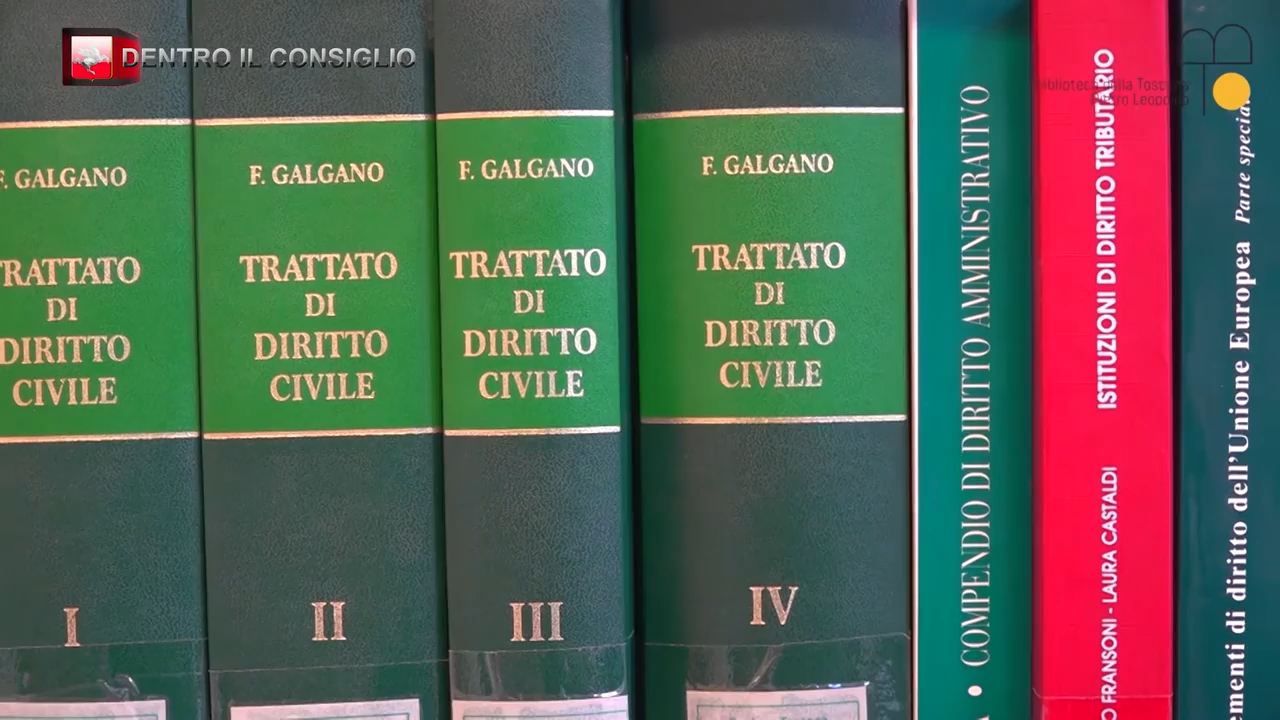 DENTRO IL CONSIGLIO
F. GALGANO
TRATTATO
DI
DIRITTO
CIVILE
I
F. GALGANO
TRATTATO
DI
DIRITTO
CIVILE
II
F. GALGANO
TRATTATO
DI
DIRITTO
CIVILE
III
F. GALGANO
TRATTATO
DI
DIRITTO
CIVILE
IV
• COMPENDIO DI DIRITTO AMMINISTRATIVO
FRANSONI - LAURA CASTALDI ISTITUZIONI DI DIRITTO TRIBUTARIO
di diritto dell'Unione Europea Parte
della